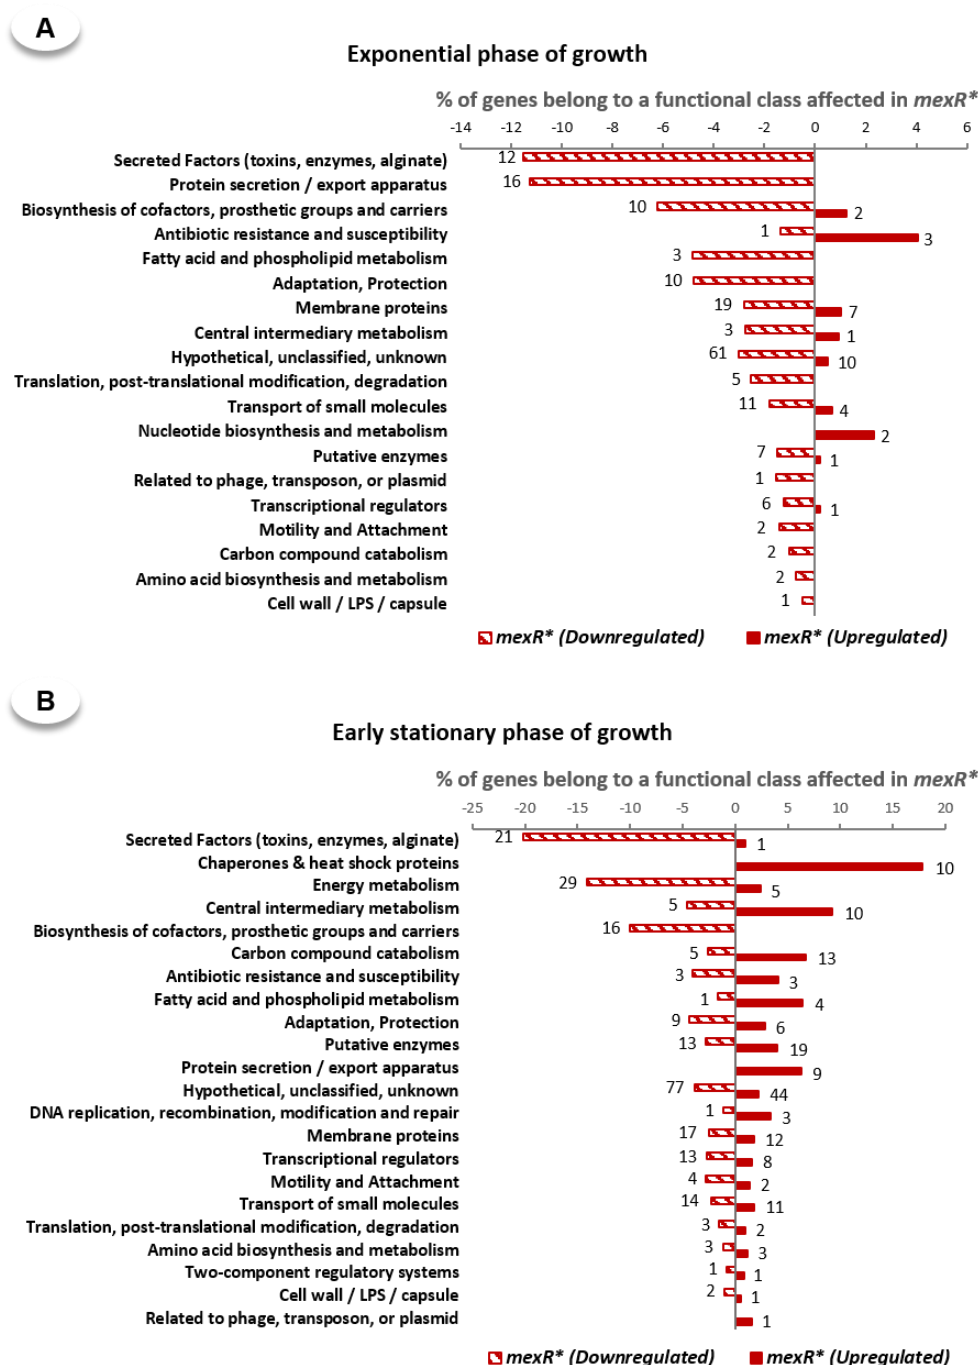 A
Exponential phase of growth
% of genes belong to a functional class affected in mexR*
-14 -12 -10 -8 -6 -4 -2 0 2 4 6
Secreted Factors (toxins, enzymes, alginate) 12
Protein secretion / export apparatus 16
Biosynthesis of cofactors, prosthetic groups and carriers 10 2
Antibiotic resistance and susceptibility 1 3
Fatty acid and phospholipid metabolism 3
Adaptation, Protection 10
Membrane proteins 19 7
Central intermediary metabolism 3 1
Hypothetical, unclassified, unknown 61 10
Translation, post-translational modification, degradation 5
Transport of small molecules 11 4
Nucleotide biosynthesis and metabolism 2
Putative enzymes 7 1
Related to phage, transposon, or plasmid 1
Transcriptional regulators 6 1
Motility and Attachment 2
Carbon compound catabolism 2
Amino acid biosynthesis and metabolism 2
Cell wall / LPS / capsule 1
mexR* (Downregulated) mexR* (Upregulated)
B
Early stationary phase of growth
% of genes belong to a functional class affected in mexR*
-25 -20 -15 -10 -5 0 5 10 15 20
Secreted Factors (toxins, enzymes, alginate) 21 1
Chaperones & heat shock proteins 10
Energy metabolism 29 5
Central intermediary metabolism 5 10
Biosynthesis of cofactors, prosthetic groups and carriers 16
Carbon compound catabolism 5 13
Antibiotic resistance and susceptibility 3 3
Fatty acid and phospholipid metabolism 1 4
Adaptation, Protection 9 6
Putative enzymes 13 19
Protein secretion / export apparatus 9
Hypothetical, unclassified, unknown 77 44
DNA replication, recombination, modification and repair 1 3
Membrane proteins 17 12
Transcriptional regulators 13 8
Motility and Attachment 4 2
Transport of small molecules 14 11
Translation, post-translational modification, degradation 3 2
Amino acid biosynthesis and metabolism 3 3
Two-component regulatory systems 1 1
Cell wall / LPS / capsule 2 1
Related to phage, transposon, or plasmid 1
mexR* (Downregulated) mexR* (Upregulated)